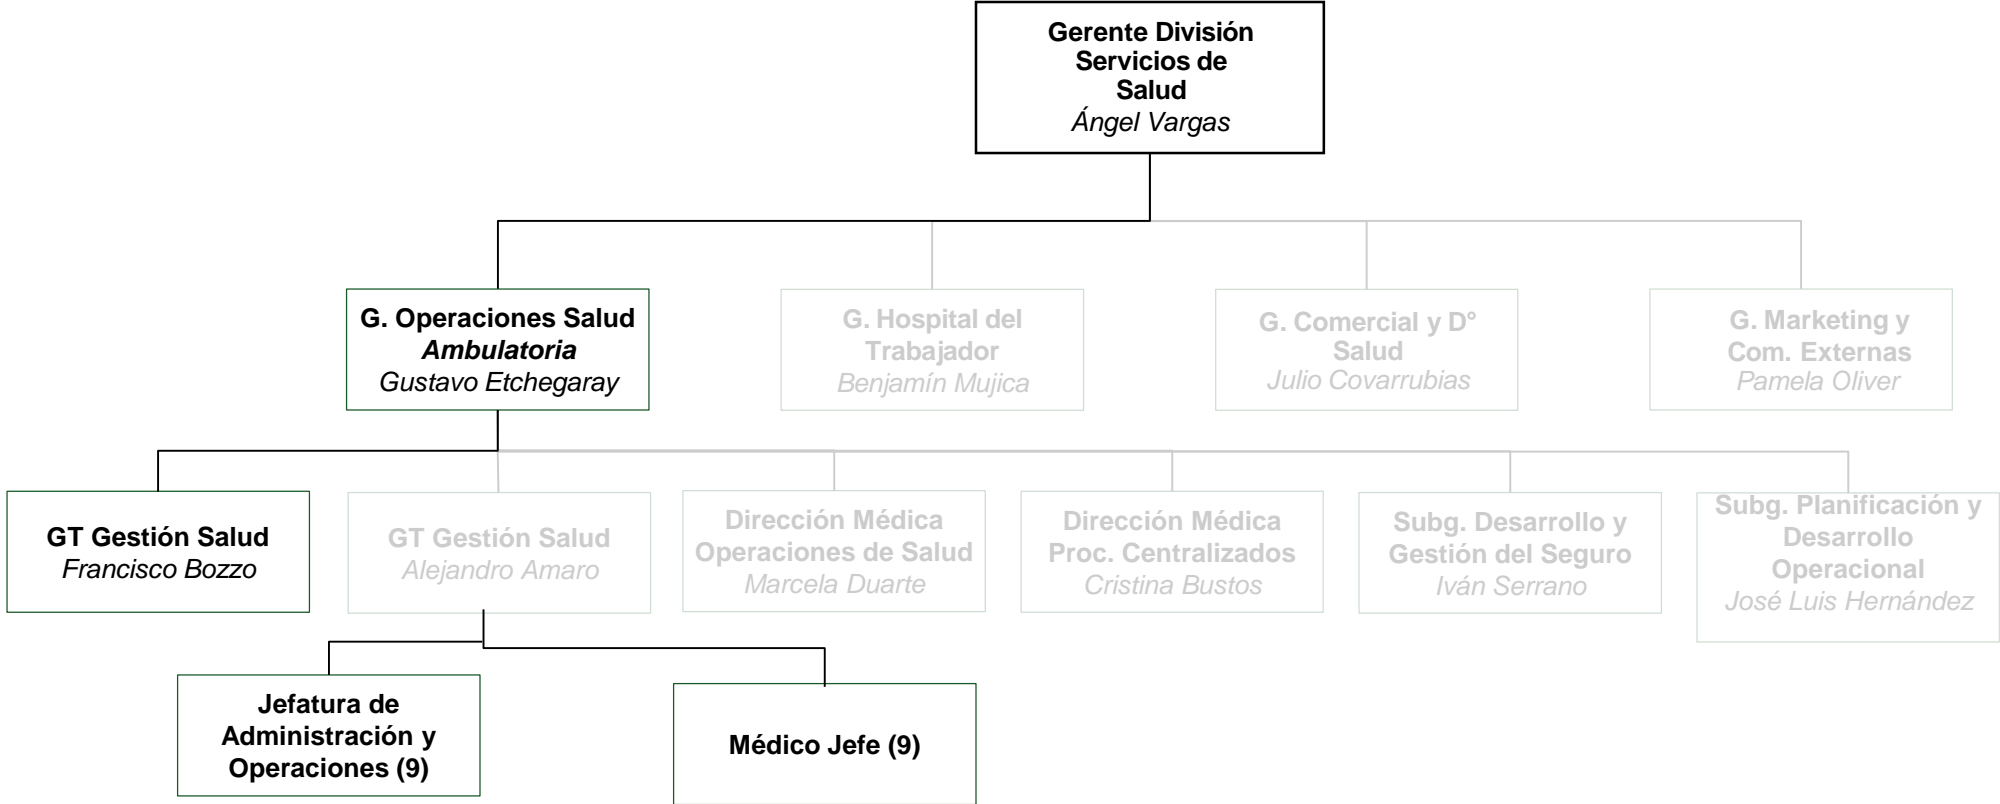 Gerente División
Servicios de
Salud
Ángel Vargas
G. Operaciones Salud
Ambulatoria
Gustavo Etchegaray
G. Hospital del
Trabajador
Benjamín Mujica
G. Comercial y D°
Salud
Julio Covarrubias
G. Marketing y
Com. Externas
Pamela Oliver
GT Gestión Salud
Francisco Bozzo
GT Gestión Salud
Alejandro Amaro
Dirección Médica
Operaciones de Salud
Marcela Duarte
Dirección Médica
Proc. Centralizados
Cristina Bustos
Subg. Desarrollo y
Gestión del Seguro
Iván Serrano
Subg. Planificación y
Desarrollo
Operacional
José Luis Hernández
Jefatura de
Administración y
Operaciones (9)
Médico Jefe (9)